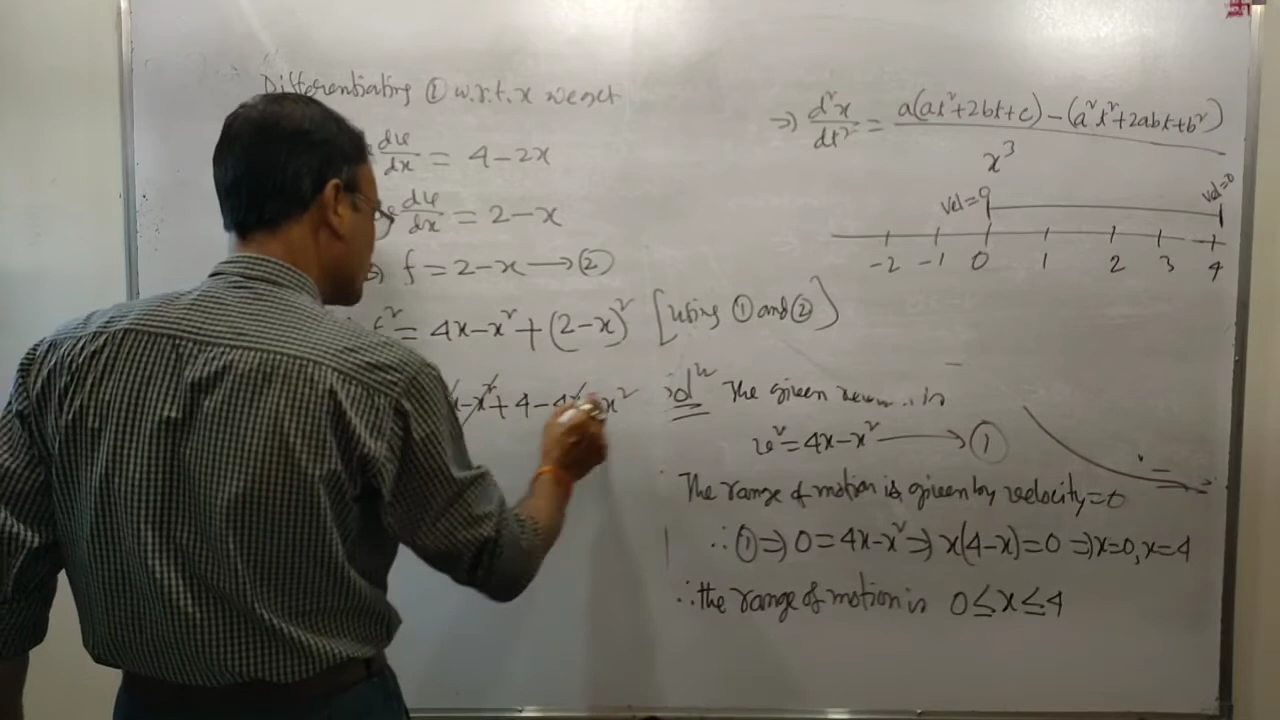 Differentiating ① w.r.t. x we get
du/dx = 4-2x
du/dx = 2-x
f = 2-x → ②
² = 4x-x²+(2-x)² [using ① and ②]
x-x²+4-4x+x²
⇒ d²x/dt² = a(at²+2bt+c)-(a²t²+2abt+b²)/x³
vel=0 vel=0
-2 -1 0 1 2 3 4
The given in
v²=4x-x² → ①
The range of motion is given by velocity=0
∴ ① ⇒ 0=4x-x² ⇒ x(4-x)=0 ⇒ x=0, x=4
∴ the range of motion is 0≤x≤4